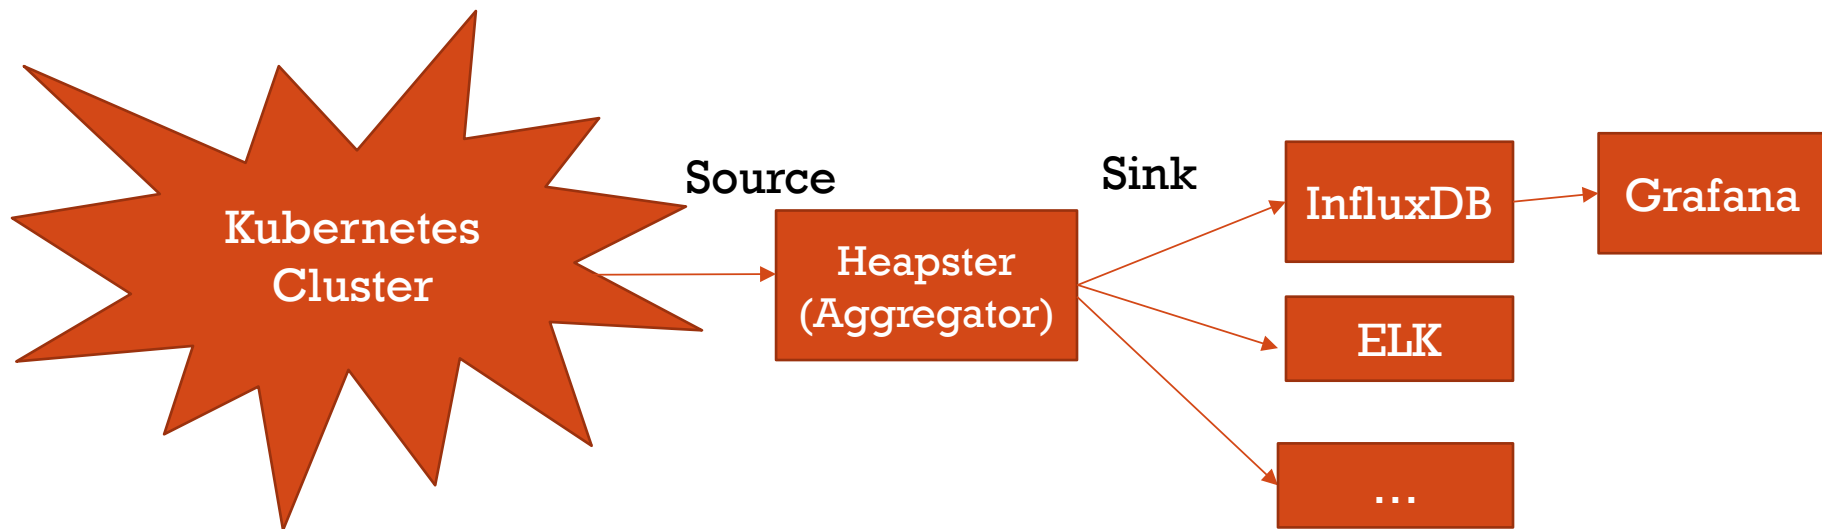 Kubernetes
Cluster
Source
Heapster
(Aggregator)
Sink
InfluxDB
Grafana
ELK
...